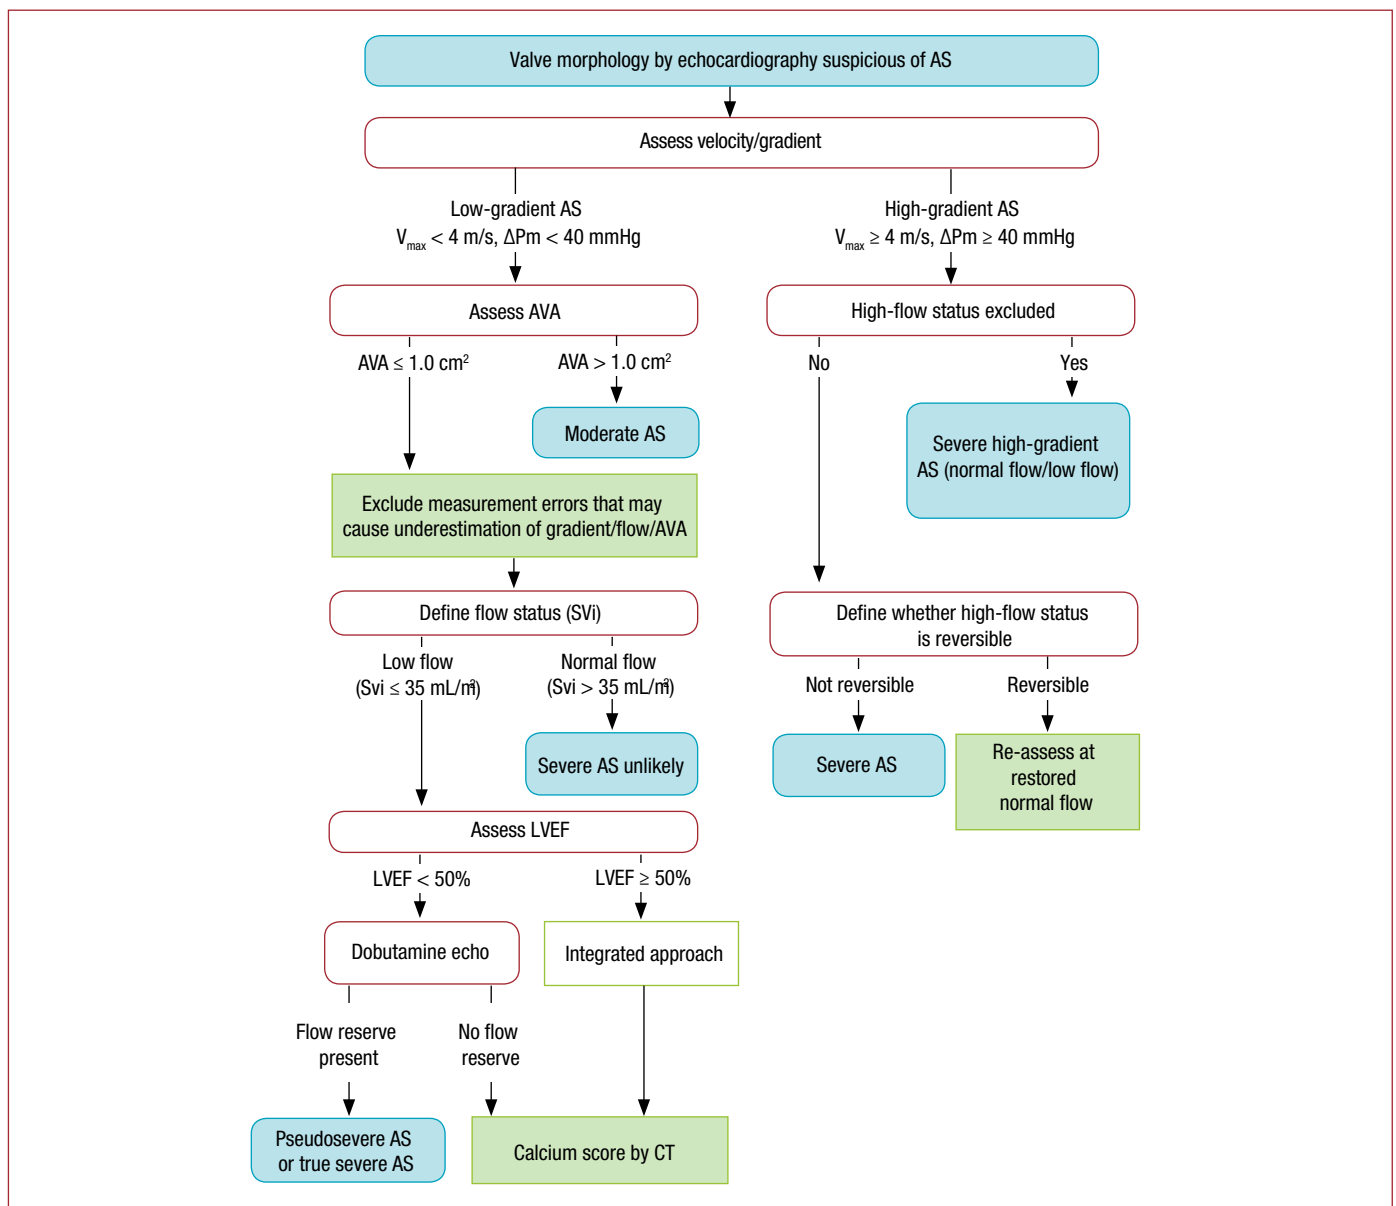 Valve morphology by echocardiography suspicious of AS
Assess velocity/gradient
Low-gradient AS
Vmax < 4 m/s, ΔPm < 40 mmHg
High-gradient AS
Vmax ≥ 4 m/s, ΔPm ≥ 40 mmHg
Assess AVA
High-flow status excluded
AVA ≤ 1.0 cm²
AVA > 1.0 cm²
No
Yes
Moderate AS
Severe high-gradient
AS (normal flow/low flow)
Exclude measurement errors that may
cause underestimation of gradient/flow/AVA
Define flow status (SVi)
Define whether high-flow status
is reversible
Low flow
(Svi ≤ 35 mL/m²)
Normal flow
(Svi > 35 mL/m²)
Not reversible
Reversible
Severe AS unlikely
Severe AS
Re-assess at
restored
normal flow
Assess LVEF
LVEF < 50%
LVEF ≥ 50%
Dobutamine echo
Integrated approach
Flow reserve
present
No flow
reserve
Pseudosevere AS
or true severe AS
Calcium score by CT